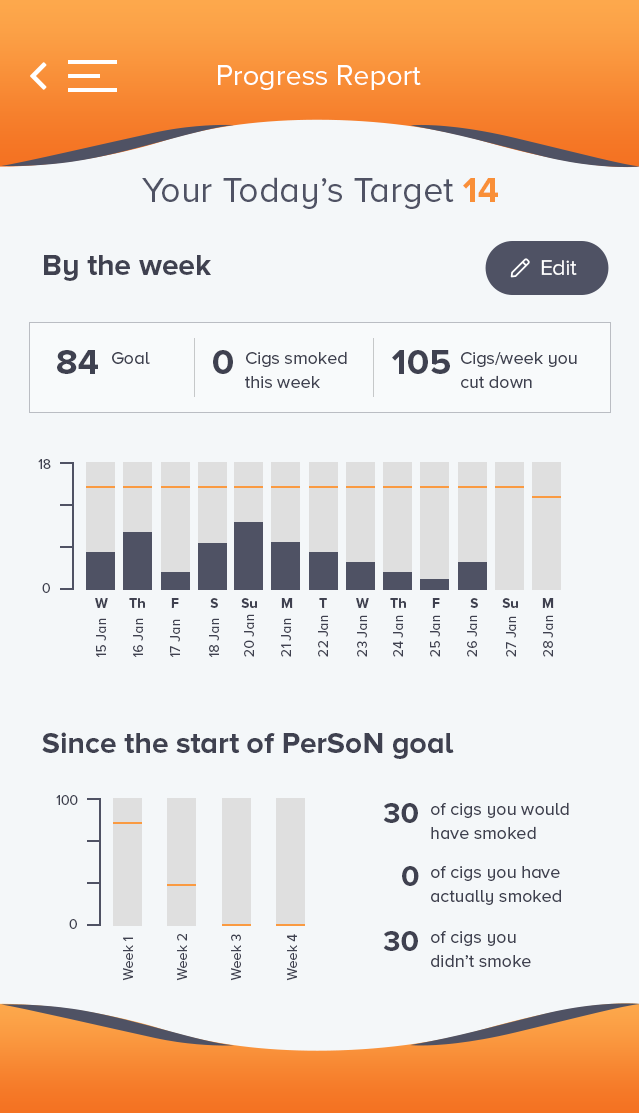 Progress Report
Your Today's Target 14
By the week
Edit
84 Goal
0 Cigs smoked
this week
105 Cigs/week you
cut down
18
0
W Th F S Su M T W Th F S Su M
15 Jan 16 Jan 17 Jan 18 Jan 20 Jan 21 Jan 22 Jan 23 Jan 24 Jan 25 Jan 26 Jan 27 Jan 28 Jan
Since the start of PerSoN goal
100
0
Week 1 Week 2 Week 3 Week 4
30 of cigs you would
have smoked
0 of cigs you have
actually smoked
30 of cigs you
didn't smoke